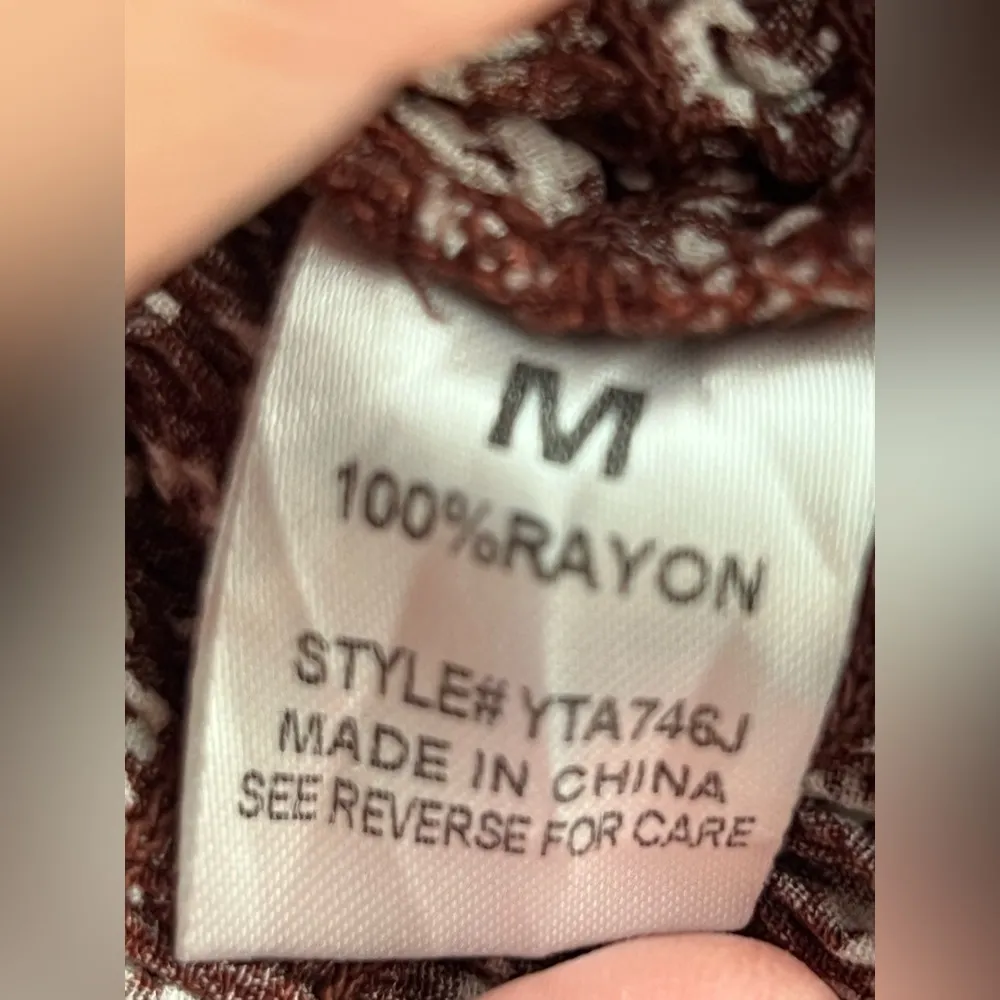 M
100%RAYON
STYLE# YTA746J
MADE IN CHINA
SEE REVERSE FOR CARE